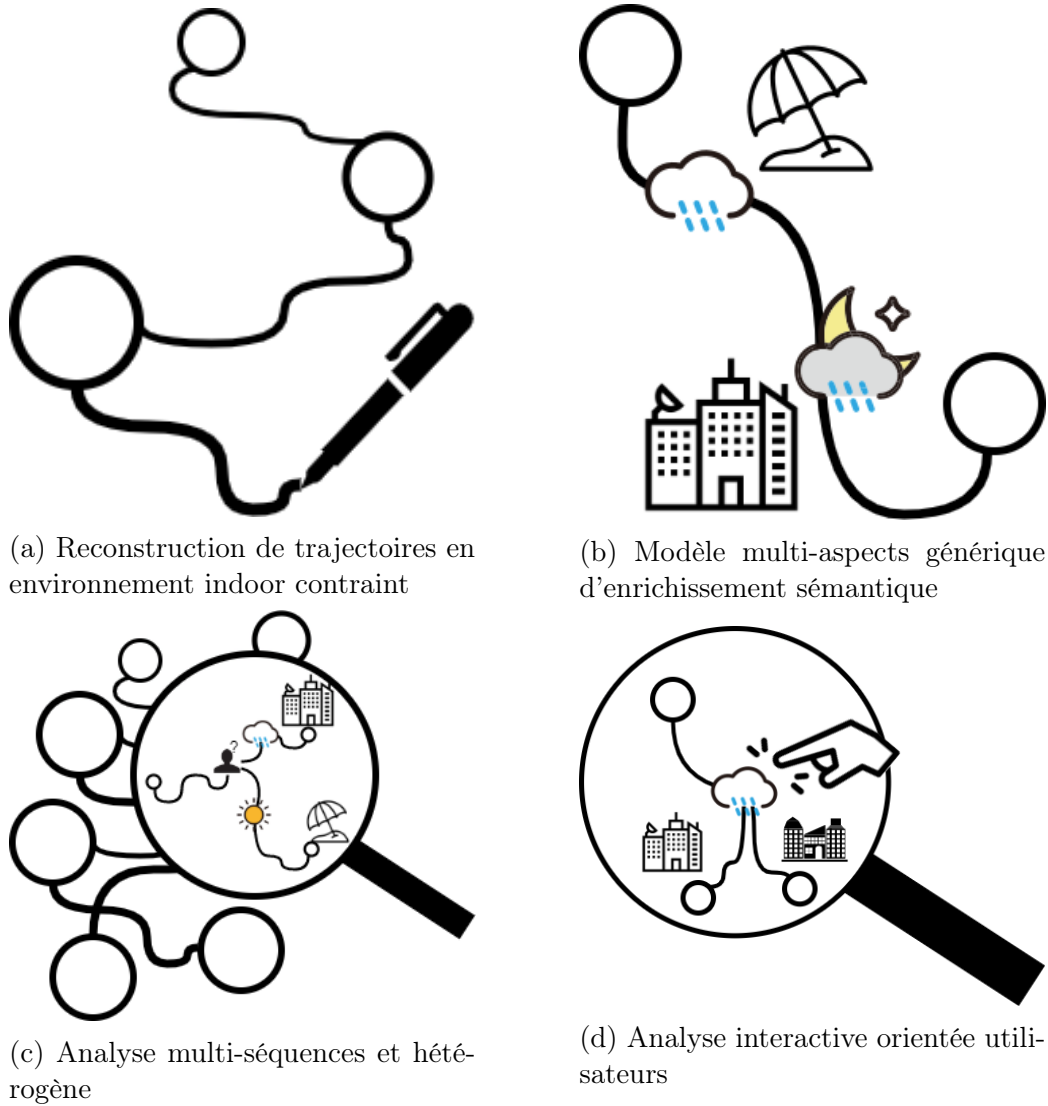 (a) Reconstruction de trajectoires en
environnement indoor contraint
(b) Modèle multi-aspects générique
d'enrichissement sémantique
?
(c) Analyse multi-séquences et hété-
rogène
(d) Analyse interactive orientée utili-
sateurs